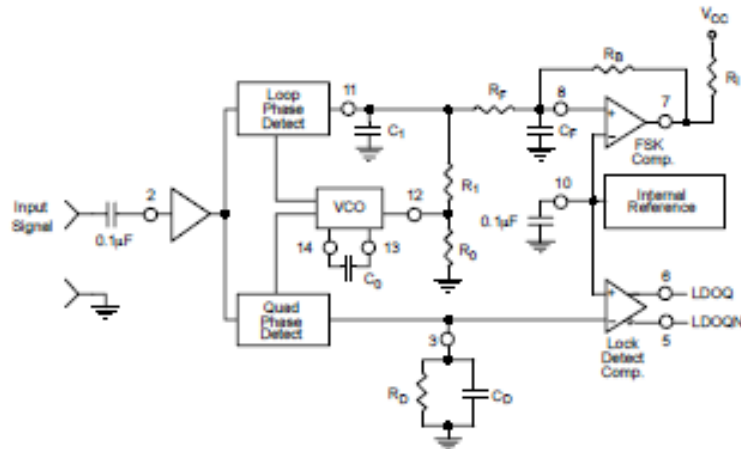 VCC
RB
RL
Loop
Phase
Detect
11
RF
8
7
C1
CF
FSK
Comp.
R1
10
Internal
Reference
Input
Signal
2
0.1µF
VCO
12
0.1µF
14
13
C0
R0
6
LDOQ
Quad
Phase
Detect
3
5
LDOQN
Lock
Detect
Comp.
RD
CD